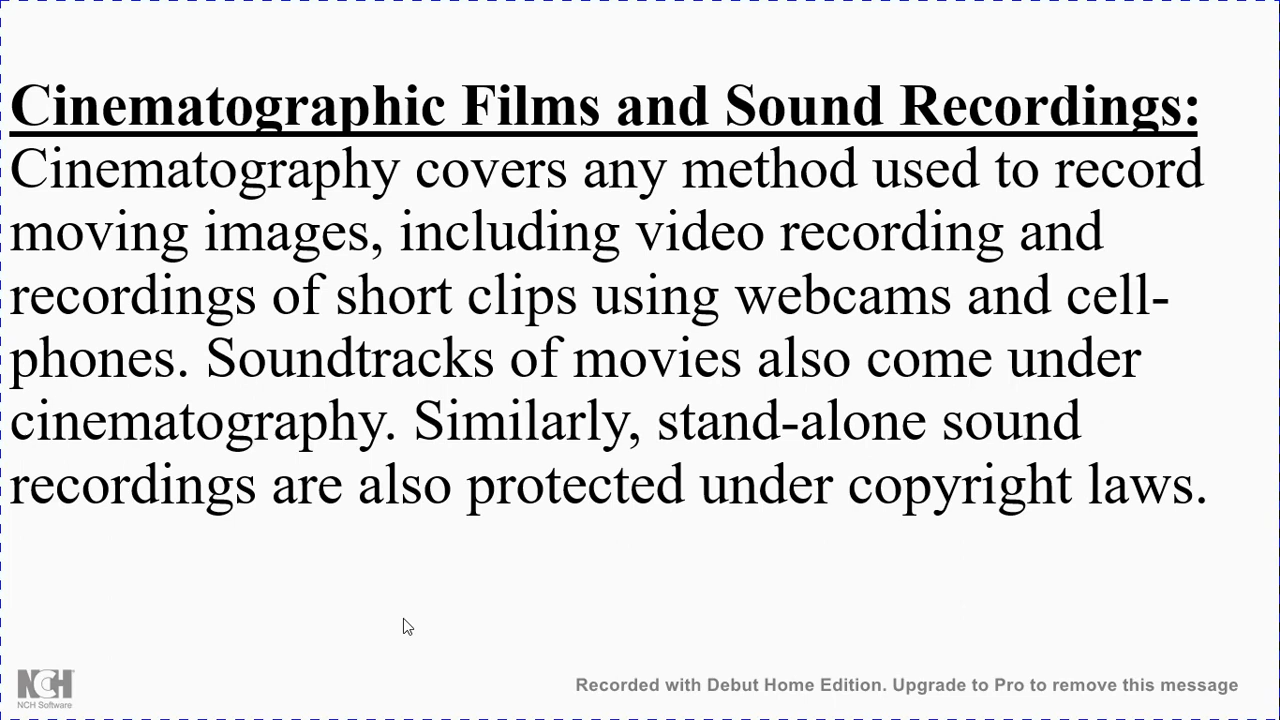 Cinematographic Films and Sound Recordings:
Cinematography covers any method used to record
moving images, including video recording and
recordings of short clips using webcams and cell-
phones. Soundtracks of movies also come under
cinematography. Similarly, stand-alone sound
recordings are also protected under copyright laws.
NCH
NCH Software
Recorded with Debut Home Edition. Upgrade to Pro to remove this message